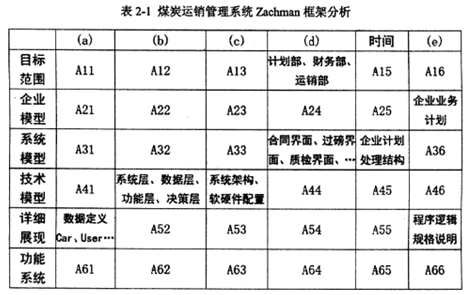 表 2-1 煤炭运销管理系统 Zachman 框架分析
(a) (b) (c) (d) 时间 (e)
目标范围 A11 A12 A13 计划部、财务部、运销部 A15 A16
企业模型 A21 A22 A23 A24 A25 企业业务计划
系统模型 A31 A32 A33 合同界面、过磅界面、质检界面、… 企业计划处理结构 A36
技术模型 A41 系统层、数据层、功能层、决策层 系统架构、软硬件配置 A44 A45 A46
详细展现 数据定义 Car、User… A52 A53 A54 A55 程序逻辑规格说明
功能系统 A61 A62 A63 A64 A65 A66